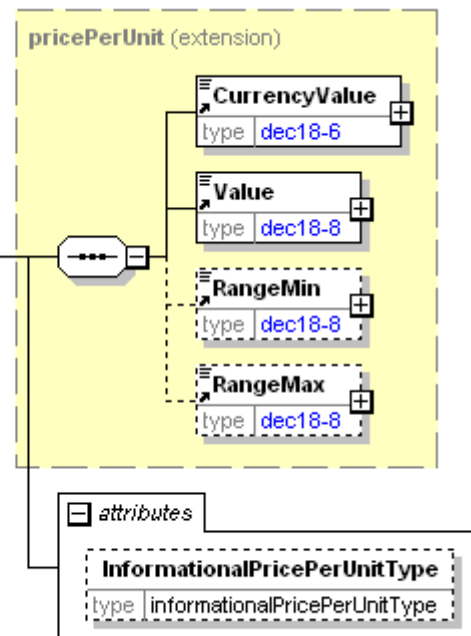 pricePerUnit (extension)
CurrencyValue
type dec18-6
Value
type dec18-8
RangeMin
type dec18-8
RangeMax
type dec18-8
attributes
InformationalPricePerUnitType
type informationalPricePerUnitType